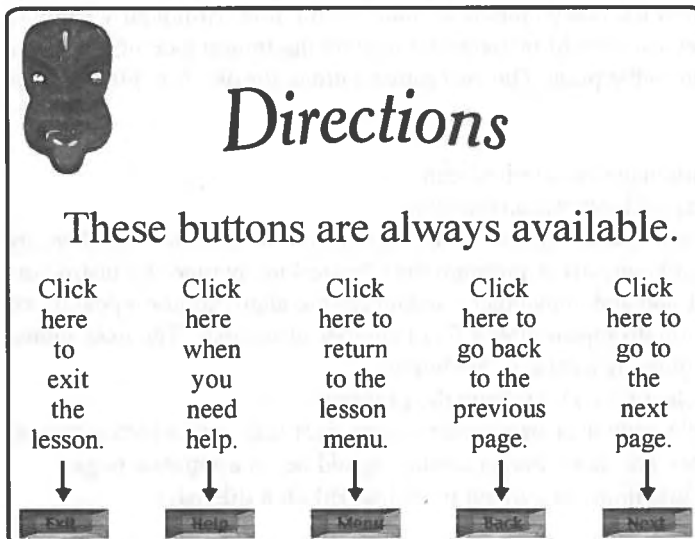 Directions
These buttons are always available.
Click
here
to
exit
the
lesson.
Click
here
when
you
need
help.
Click
here to
return
to the
lesson
menu.
Click
here to
go back
to the
previous
page.
Click
here to
go to
the
next
page.
Exit
Help
Menu
Back
Next